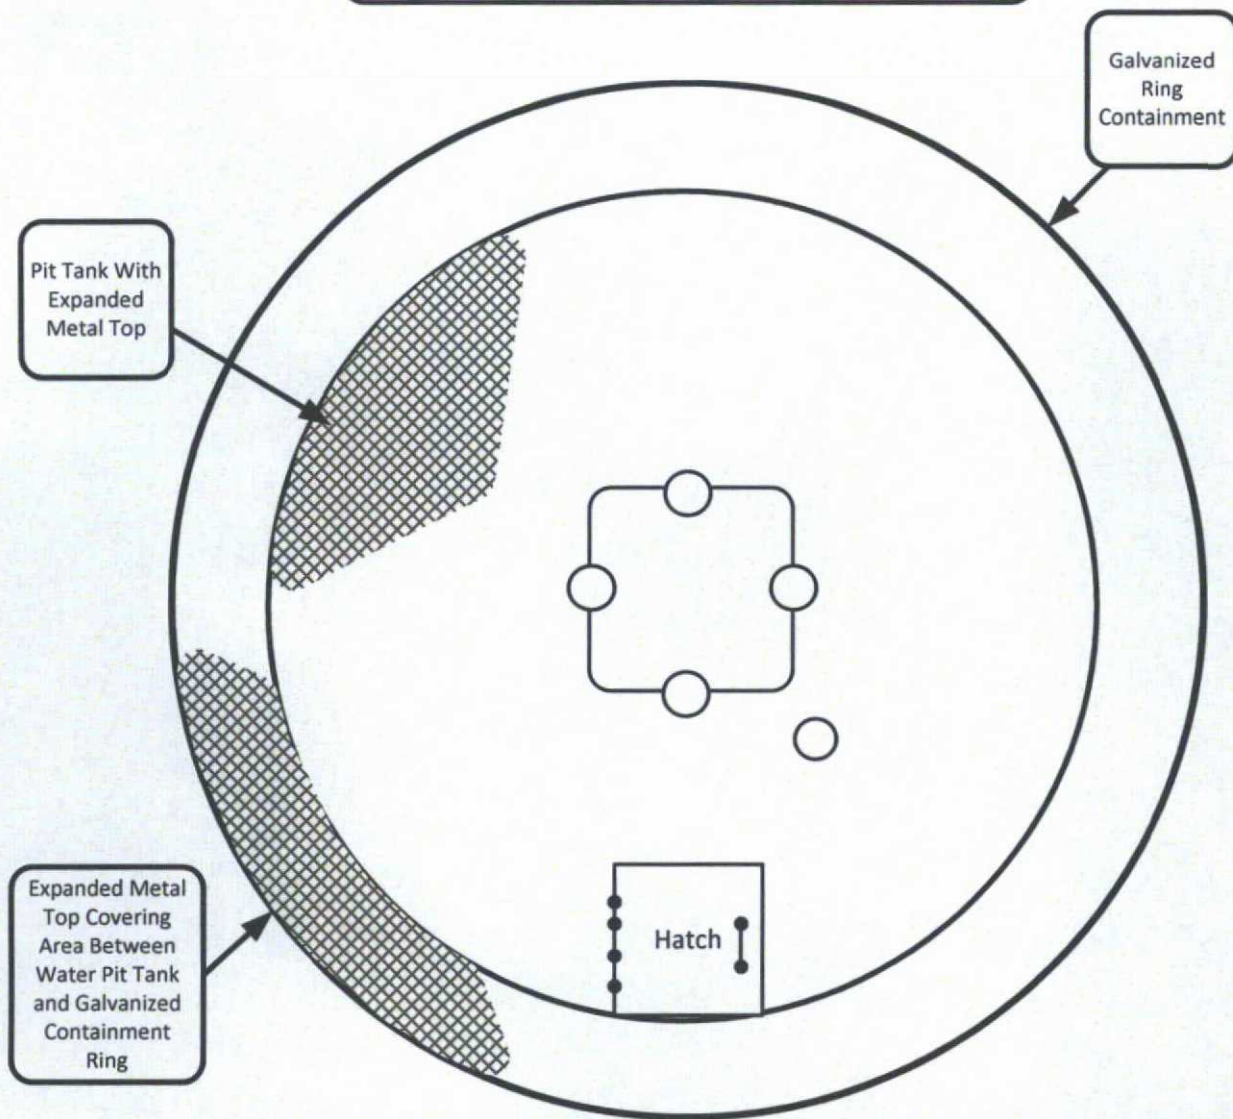 Galvanized
Ring
Containment
Pit Tank With
Expanded
Metal Top
Expanded Metal
Top Covering
Area Between
Water Pit Tank
and Galvanized
Containment
Ring
Hatch